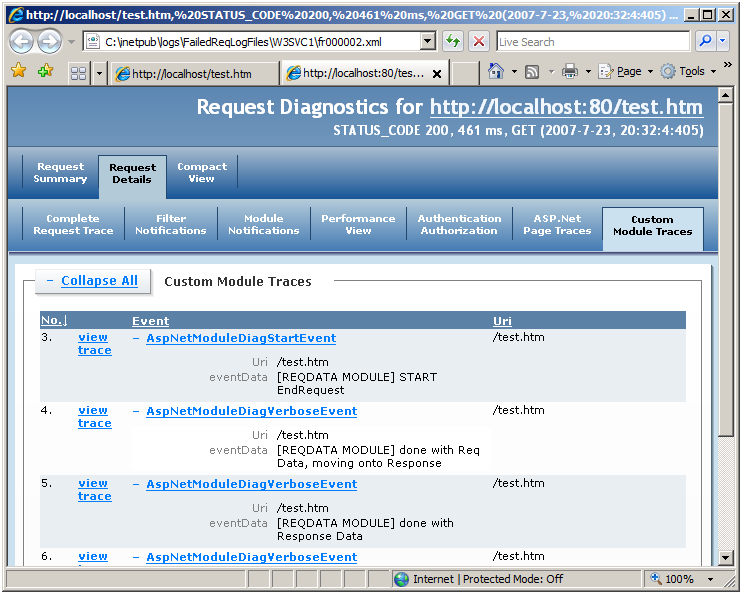 http://localhost/test.htm,%20STATUS_CODE%20200,%20461%20ms,%20GET%20(2007-7-23,%2020:32:4:405) ...
C:\inetpub\logs\FailedReqLogFiles\W3SVC1\fr000002.xml
Live Search
http://localhost/test.htm
http://localhost:80/tes...
Page
Tools
Request Diagnostics for http://localhost:80/test.htm
STATUS_CODE 200, 461 ms, GET (2007-7-23, 20:32:4:405)
Request Summary
Request Details
Compact View
Complete Request Trace
Filter Notifications
Module Notifications
Performance View
Authentication Authorization
ASP.Net Page Traces
Custom Module Traces
– Collapse All
Custom Module Traces
No.↓ Event Uri
3. view trace – AspNetModuleDiagStartEvent /test.htm
Uri /test.htm
eventData [REQDATA MODULE] START
EndRequest
4. view trace – AspNetModuleDiagVerboseEvent /test.htm
Uri /test.htm
eventData [REQDATA MODULE] done with Req
Data, moving onto Response
5. view trace – AspNetModuleDiagVerboseEvent /test.htm
Uri /test.htm
eventData [REQDATA MODULE] done with
Response Data
6. view – AspNetModuleDiagVerboseEvent /test.htm
Internet | Protected Mode: Off
100%